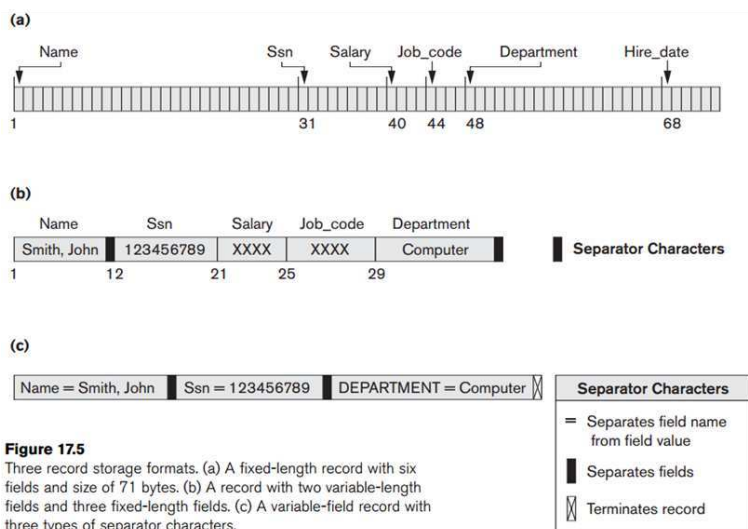 (a)
Name Ssn Salary Job_code Department Hire_date
1 31 40 44 48 68
(b)
Name Ssn Salary Job_code Department
Smith, John 123456789 XXXX XXXX Computer Separator Characters
1 12 21 25 29
(c)
Name = Smith, John Ssn = 123456789 DEPARTMENT = Computer
Separator Characters
= Separates field name
from field value
Separates fields
Terminates record
Figure 17.5
Three record storage formats. (a) A fixed-length record with six
fields and size of 71 bytes. (b) A record with two variable-length
fields and three fixed-length fields. (c) A variable-field record with
three types of separator characters.